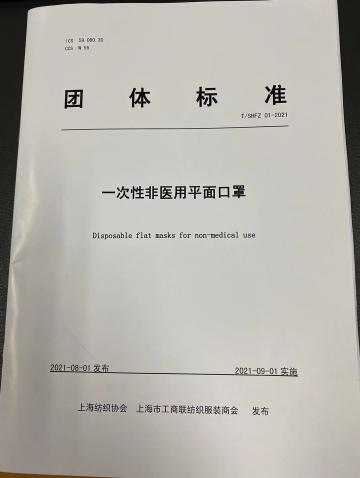 ICS 59.080.30
CCS W 55
团 体 标 准
T/SHFZ 01-2021
一次性非医用平面口罩
Disposable flat masks for non-medical use
2021-08-01 发布 2021-09-01 实施
上海纺织协会 上海市工商联纺织服装商会 发布